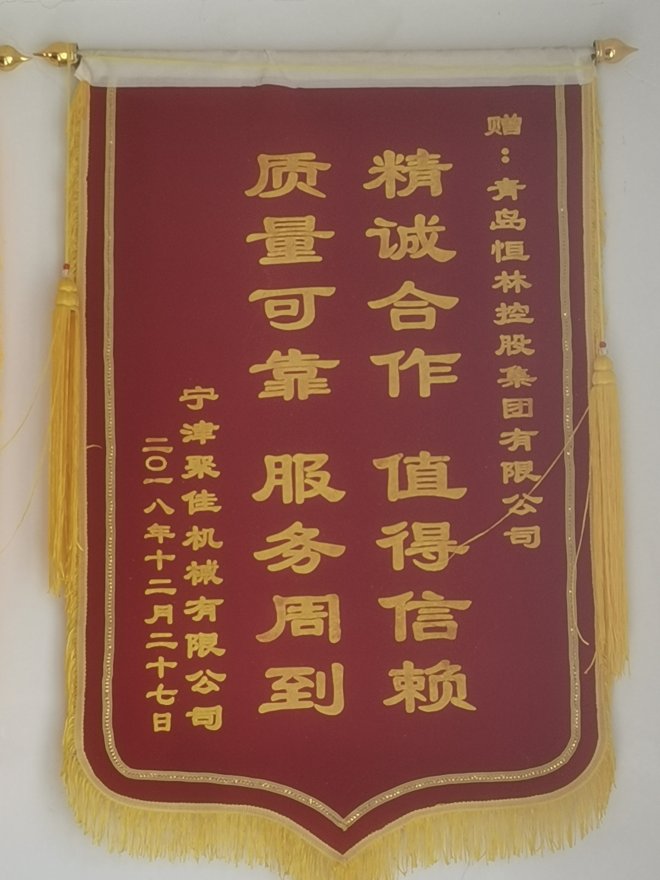 赠：青岛恒林控股集团有限公司
精诚合作 值得信赖
质量可靠 服务周到
宁津聚佳机械有限公司
二〇一八年十二月二十七日